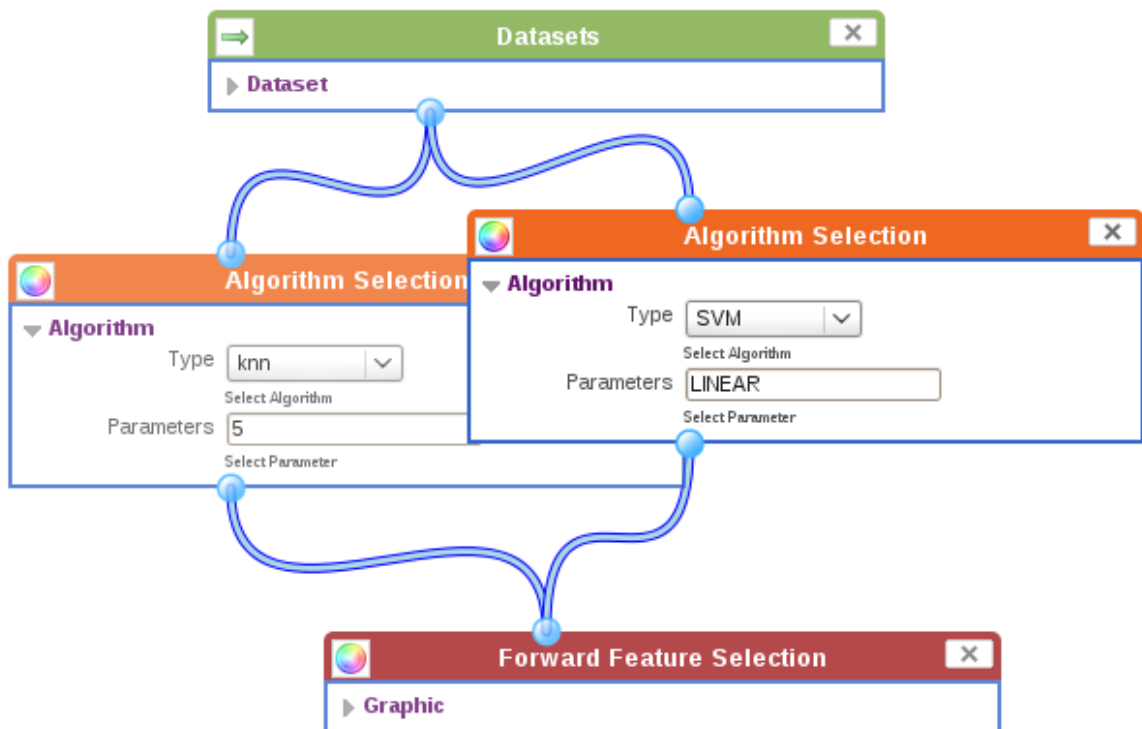 Datasets
Dataset
Algorithm Selection
Algorithm
Type knn
Select Algorithm
Parameters 5
Select Parameter
Algorithm Selection
Algorithm
Type SVM
Select Algorithm
Parameters LINEAR
Select Parameter
Forward Feature Selection
Graphic